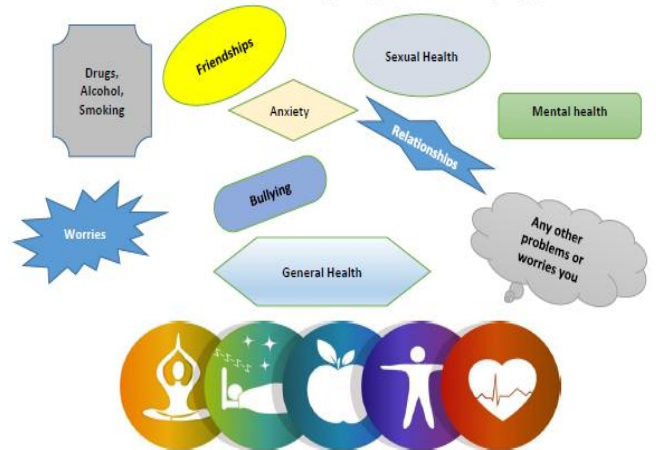 Friendships
Sexual Health
Drugs,
Alcohol,
Smoking
Anxiety
Mental health
Relationships
Bullying
Worries
Any other
problems or
worries you
General Health